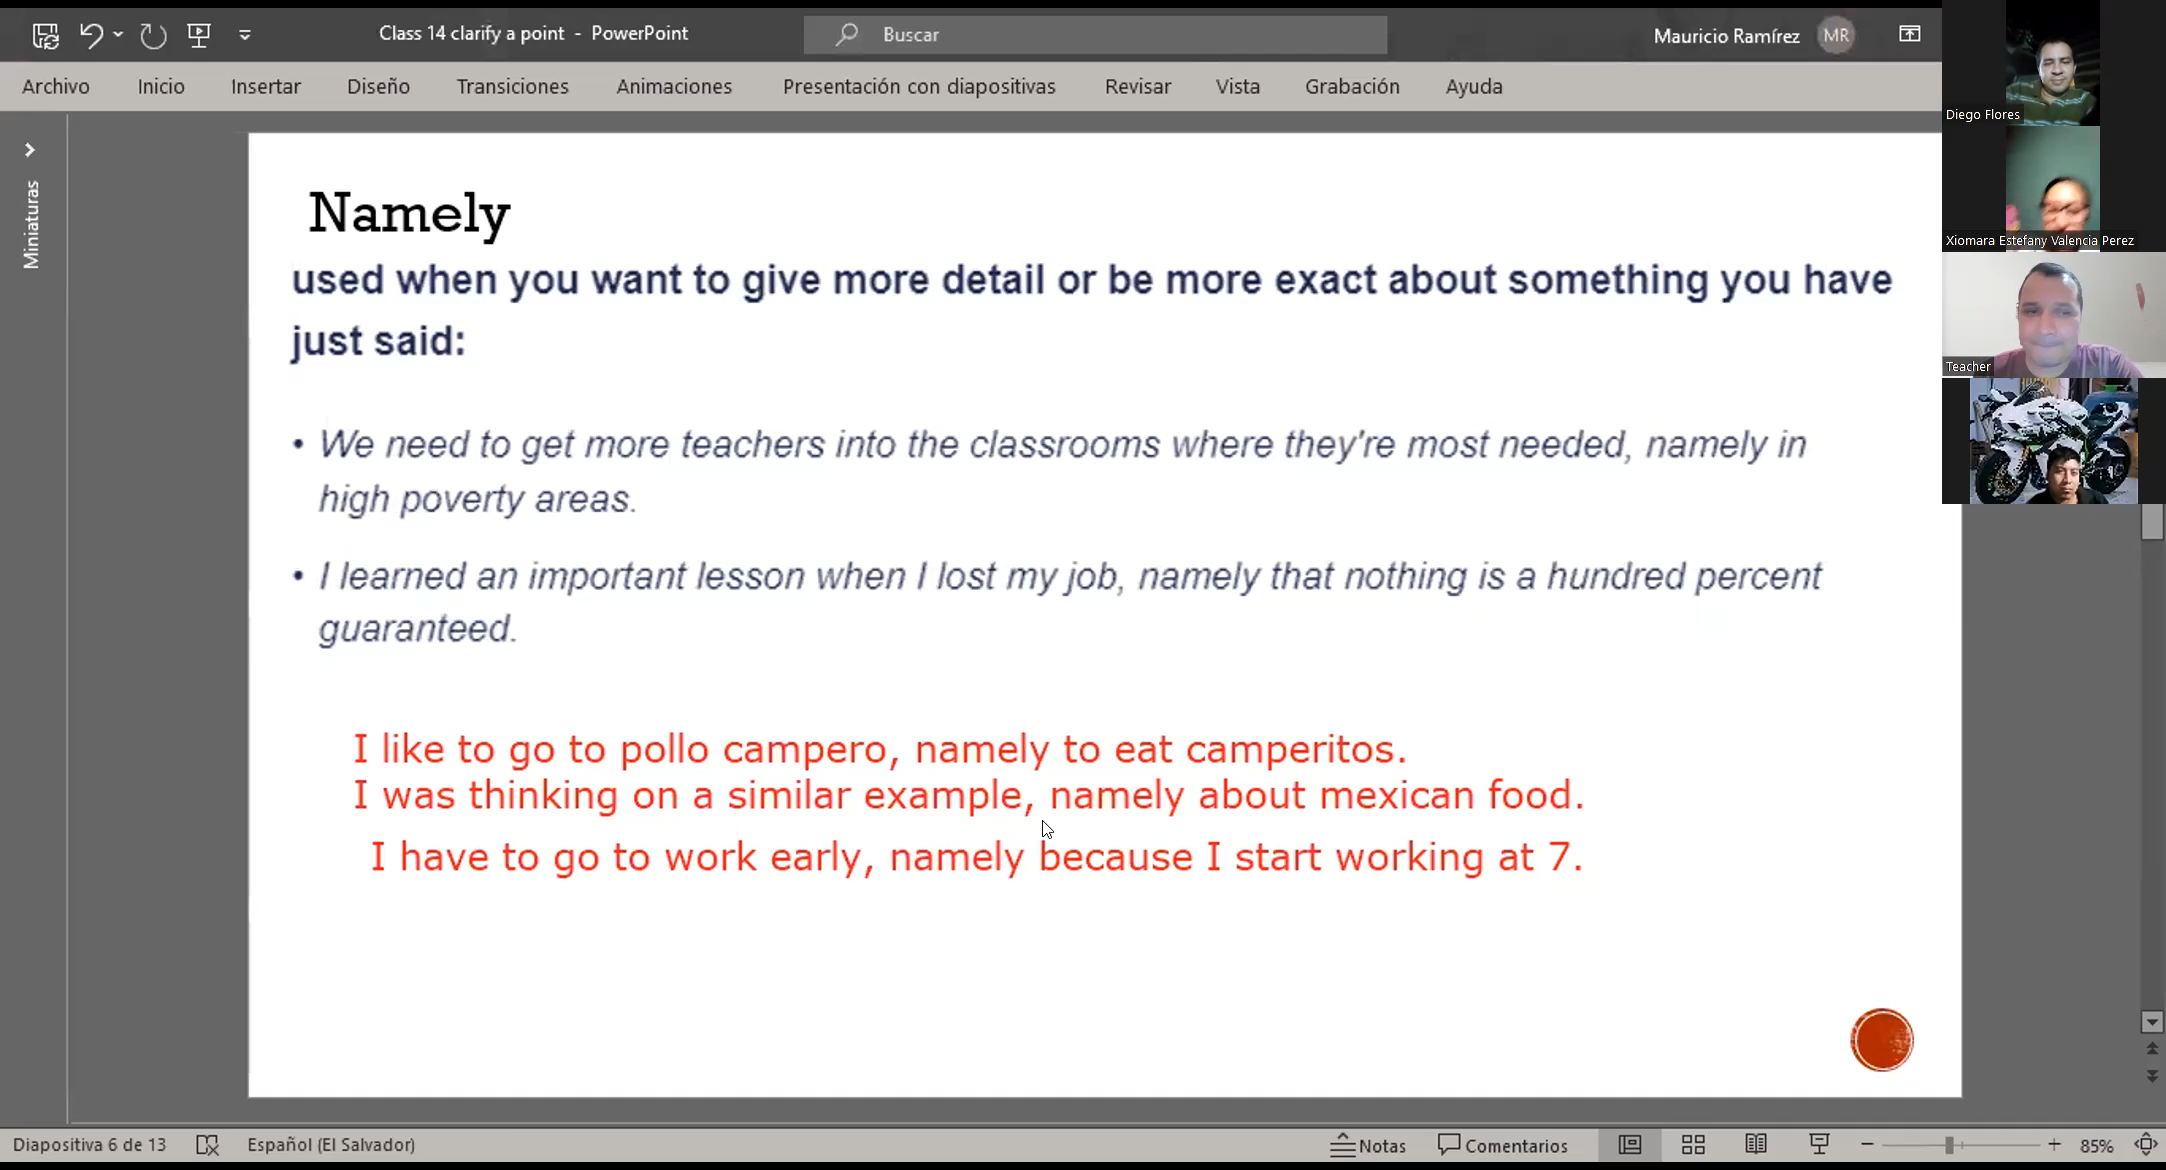 Class 14 clarify a point - PowerPoint
Buscar
Mauricio Ramírez MR
Archivo Inicio Insertar Diseño Transiciones Animaciones Presentación con diapositivas Revisar Vista Grabación Ayuda
Diego Flores
Xiomara Estefany Valencia Perez
Teacher
Miniaturas
Namely
used when you want to give more detail or be more exact about something you have
just said:
• We need to get more teachers into the classrooms where they're most needed, namely in
high poverty areas.
• I learned an important lesson when I lost my job, namely that nothing is a hundred percent
guaranteed.
I like to go to pollo campero, namely to eat camperitos.
I was thinking on a similar example, namely about mexican food.
I have to go to work early, namely because I start working at 7.
Diapositiva 6 de 13 Español (El Salvador) Notas Comentarios 85%